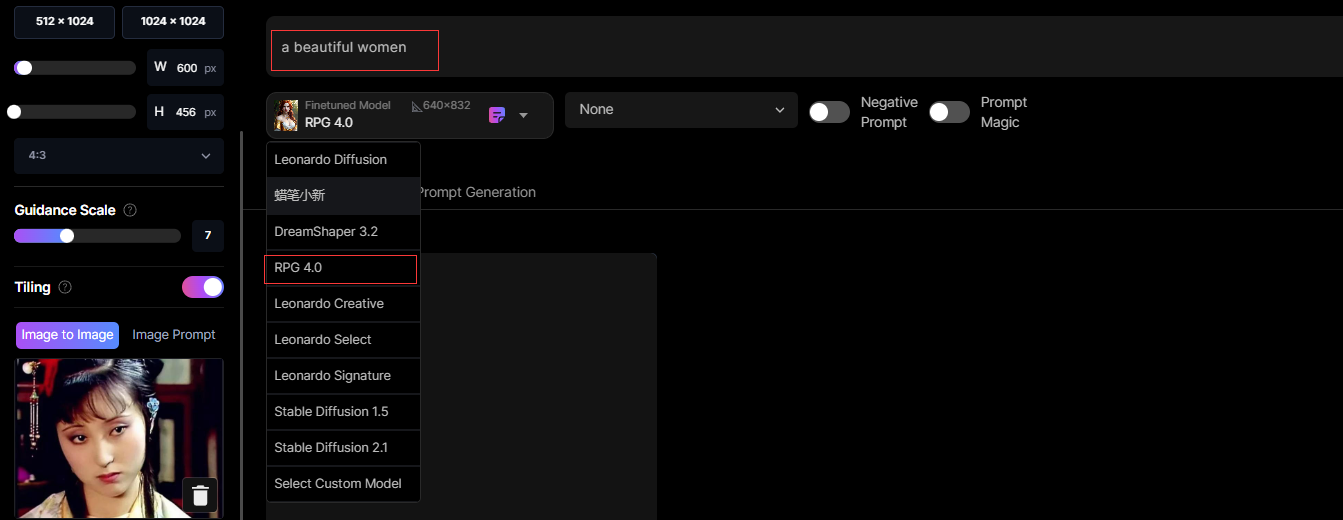 512 × 1024
1024 × 1024
W 600 px
H 456 px
4:3
Guidance Scale ?
7
Tiling ?
Image to Image
Image Prompt
a beautiful women
Finetuned Model
640×832
RPG 4.0
None
Negative
Prompt
Prompt
Magic
Leonardo Diffusion
蜡笔小新
DreamShaper 3.2
RPG 4.0
Leonardo Creative
Leonardo Select
Leonardo Signature
Stable Diffusion 1.5
Stable Diffusion 2.1
Select Custom Model
Prompt Generation